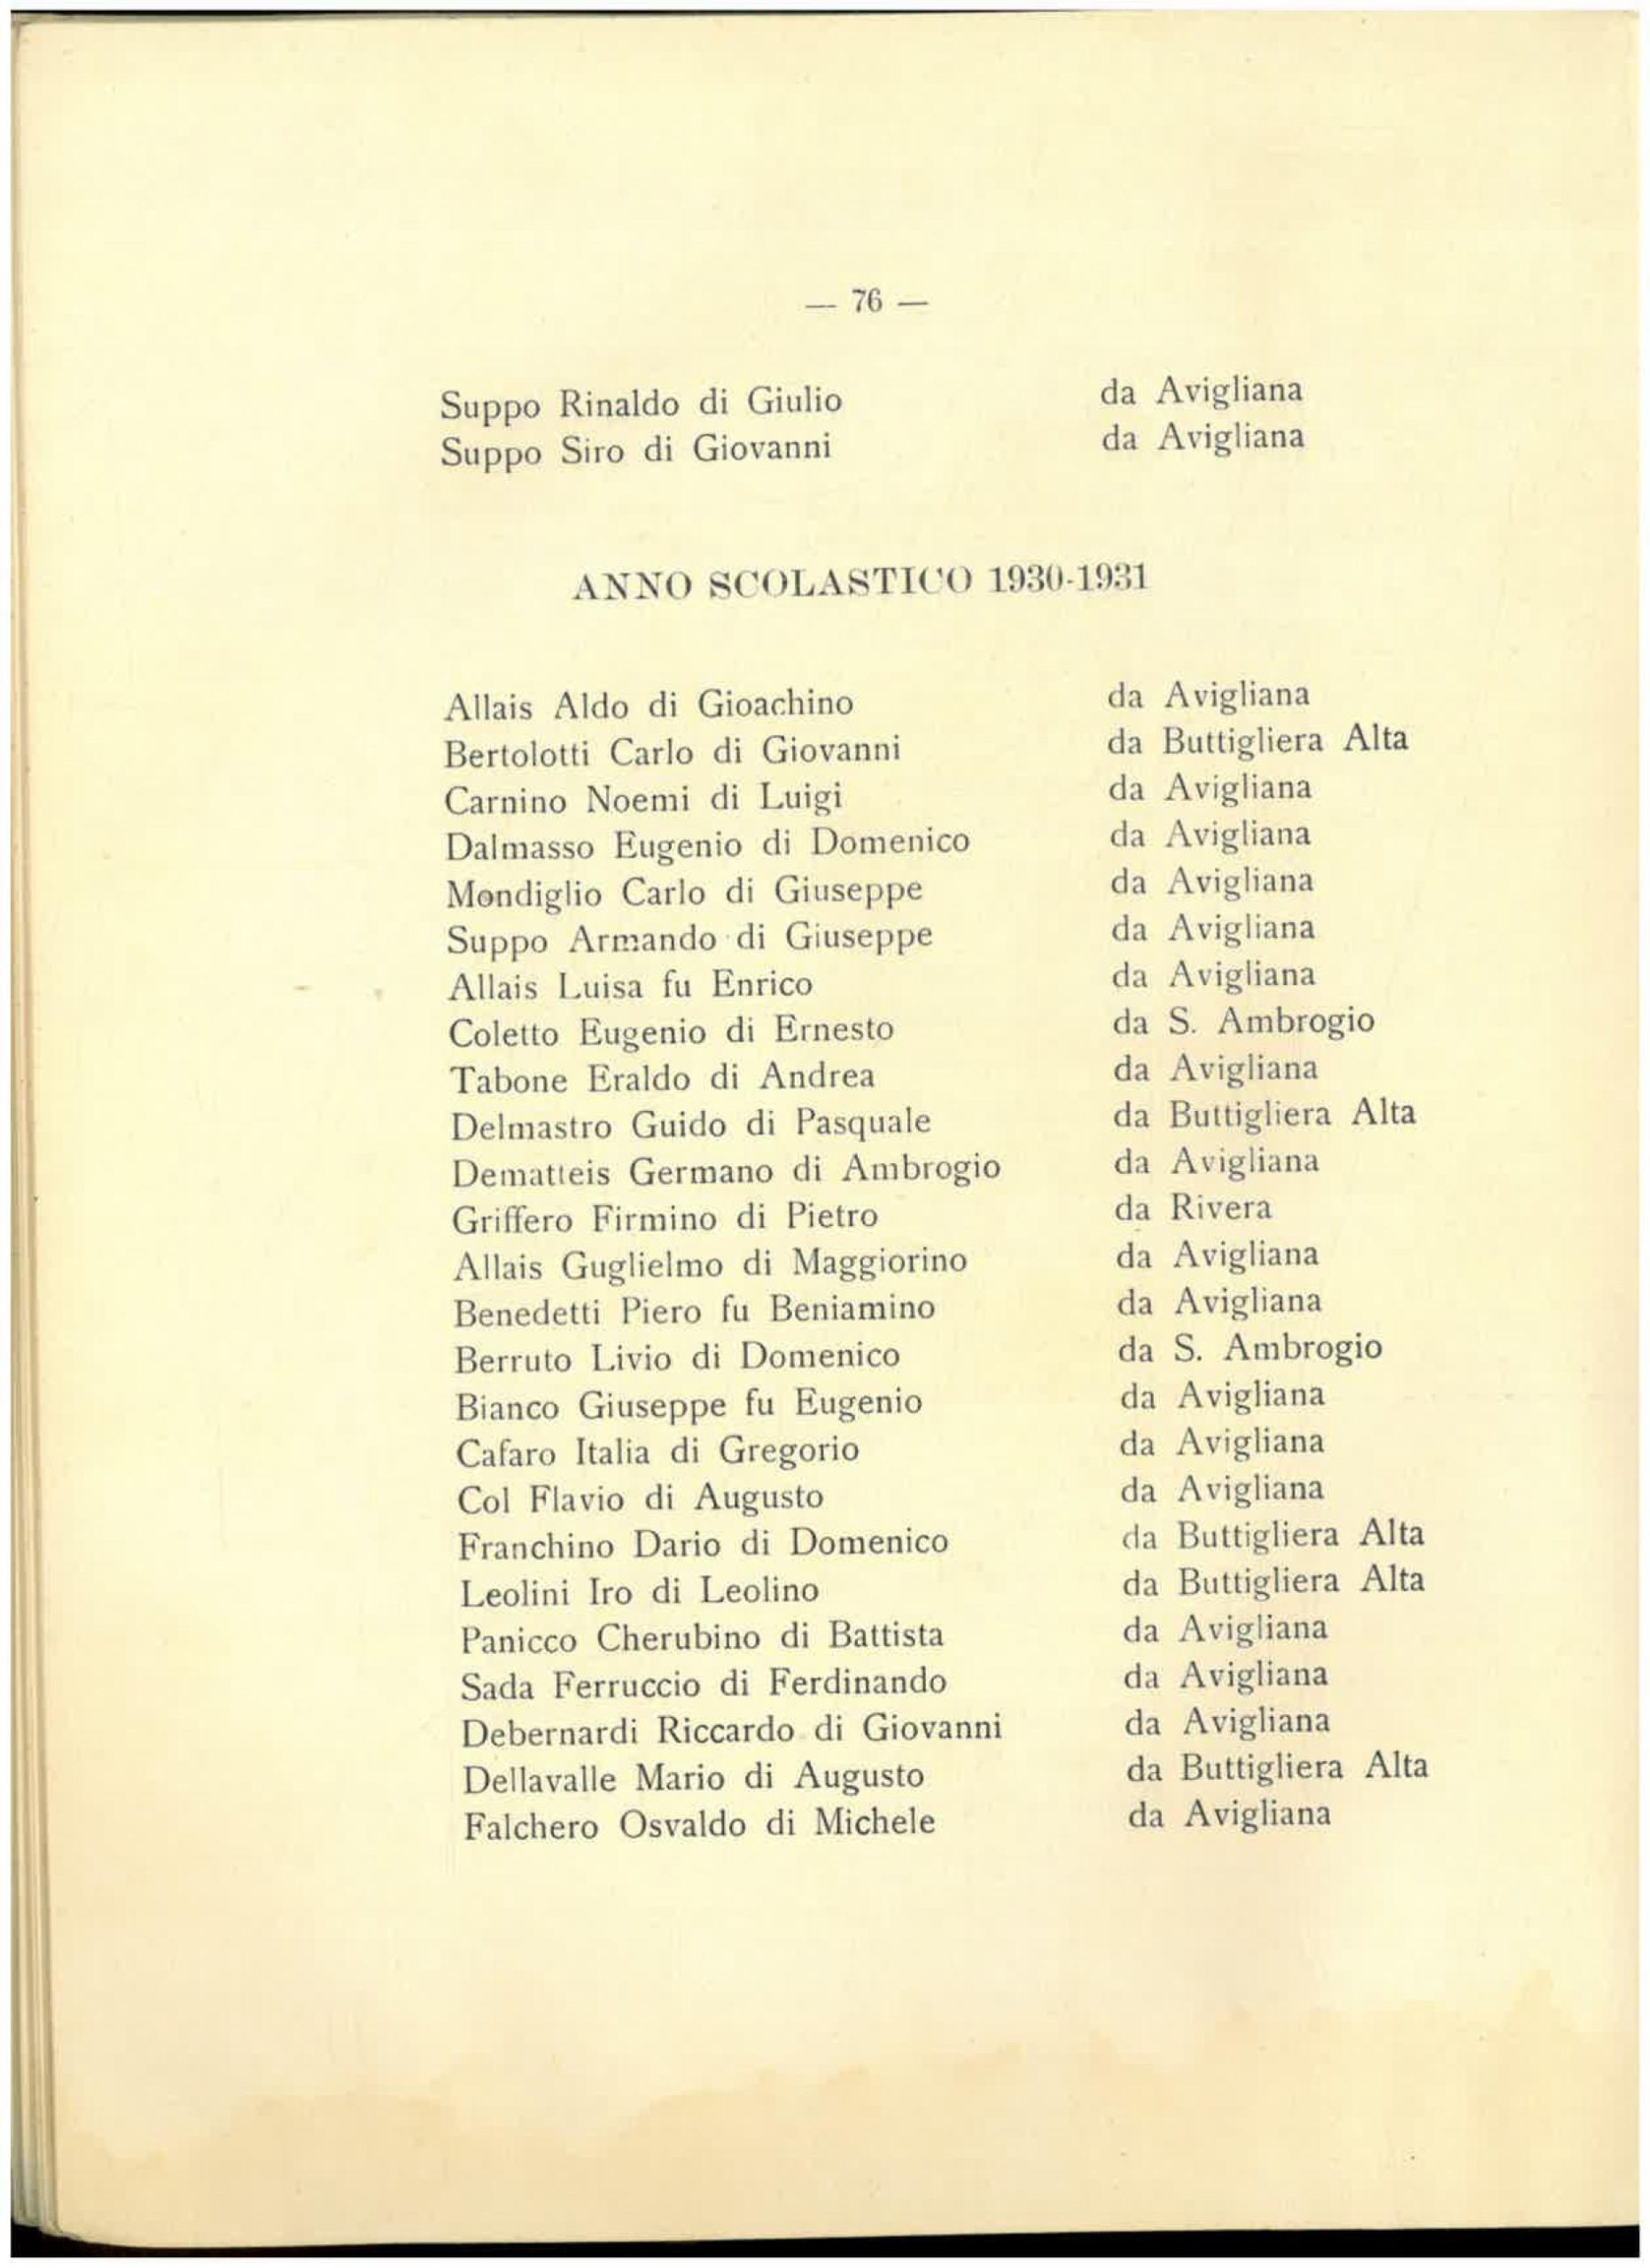 — 76 —
Suppo Rinaldo di Giulio da Avigliana
Suppo Siro di Giovanni da Avigliana
ANNO SCOLASTICO 1930-1931
Allais Aldo di Gioachino da Avigliana
Bertolotti Carlo di Giovanni da Buttigliera Alta
Carnino Noemi di Luigi da Avigliana
Dalmasso Eugenio di Domenico da Avigliana
Mondiglio Carlo di Giuseppe da Avigliana
Suppo Armando di Giuseppe da Avigliana
Allais Luisa fu Enrico da Avigliana
Coletto Eugenio di Ernesto da S. Ambrogio
Tabone Eraldo di Andrea da Avigliana
Delmastro Guido di Pasquale da Buttigliera Alta
Dematteis Germano di Ambrogio da Avigliana
Griffero Firmino di Pietro da Rivera
Allais Guglielmo di Maggiorino da Avigliana
Benedetti Piero fu Beniamino da Avigliana
Berruto Livio di Domenico da S. Ambrogio
Bianco Giuseppe fu Eugenio da Avigliana
Cafaro Italia di Gregorio da Avigliana
Col Flavio di Augusto da Avigliana
Franchino Dario di Domenico da Buttigliera Alta
Leolini Iro di Leolino da Buttigliera Alta
Panicco Cherubino di Battista da Avigliana
Sada Ferruccio di Ferdinando da Avigliana
Debernardi Riccardo di Giovanni da Avigliana
Dellavalle Mario di Augusto da Buttigliera Alta
Falchero Osvaldo di Michele da Avigliana